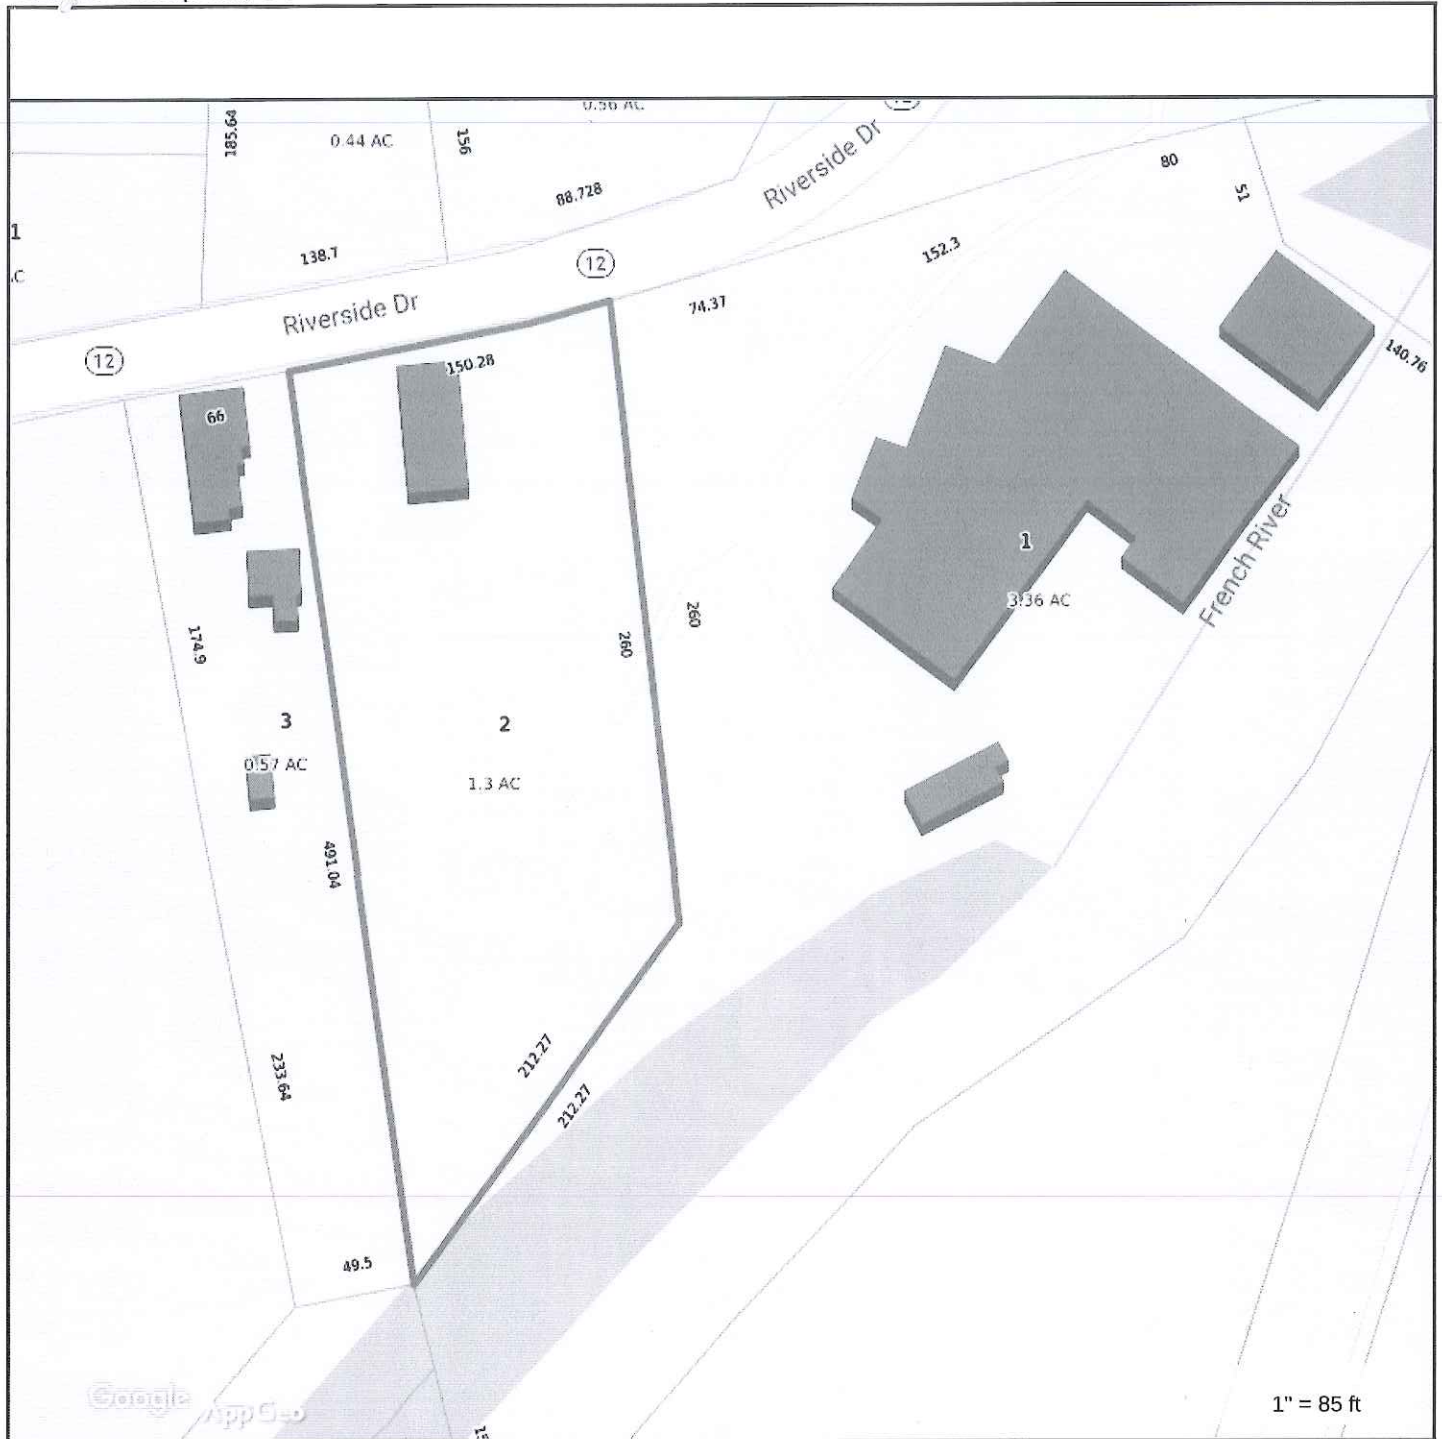 0.56 AC
185.64
0.44 AC
156
80
51
88.728
Riverside Dr
1
138.7
12
152.3
Riverside Dr
74.37
12
150.28
140.76
66
French River
1
3.36 AC
260
260
174.9
3
2
0.57 AC
1.3 AC
491.04
212.27
233.64
212.27
49.5
Google
AppGeo
1" = 85 ft